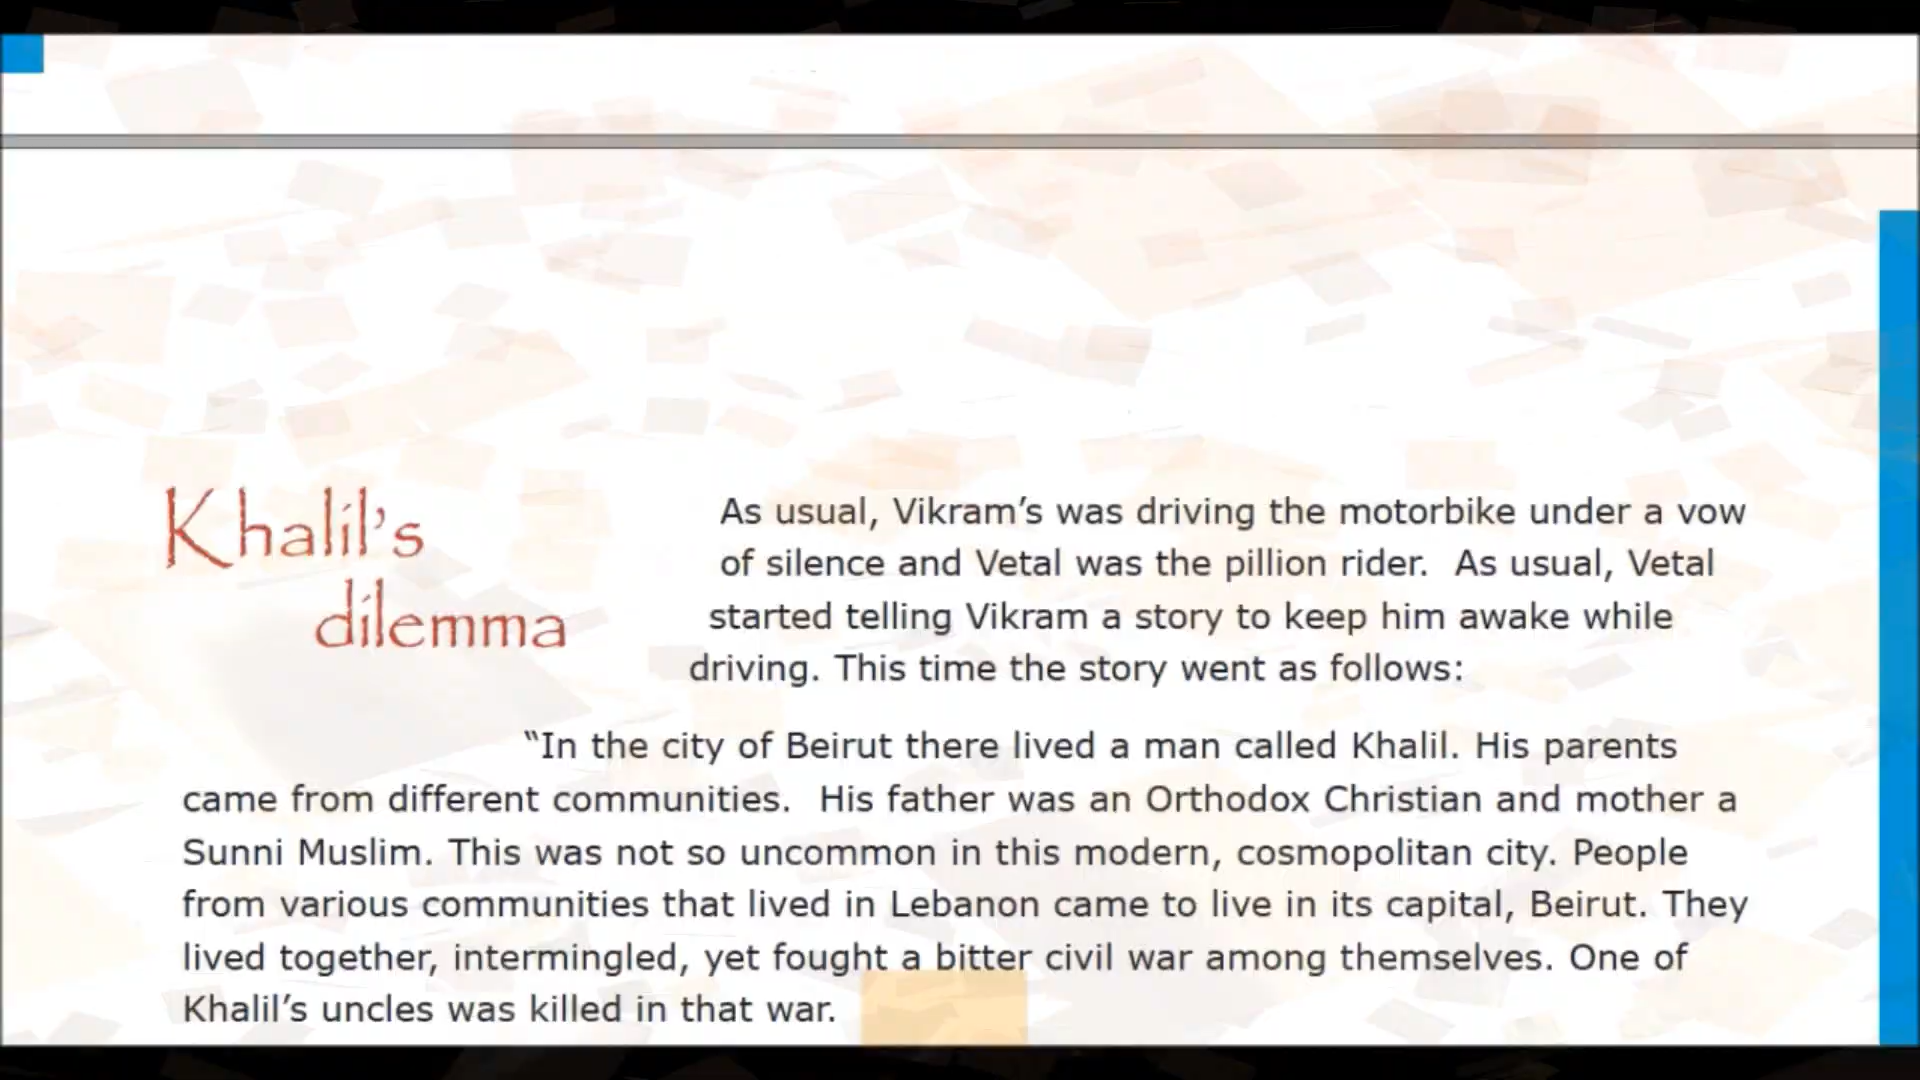 Khalil's
dilemma
As usual, Vikram’s was driving the motorbike under a vow
of silence and Vetal was the pillion rider.  As usual, Vetal
started telling Vikram a story to keep him awake while
driving. This time the story went as follows:
“In the city of Beirut there lived a man called Khalil. His parents
came from different communities.  His father was an Orthodox Christian and mother a
Sunni Muslim. This was not so uncommon in this modern, cosmopolitan city. People
from various communities that lived in Lebanon came to live in its capital, Beirut. They
lived together, intermingled, yet fought a bitter civil war among themselves. One of
Khalil’s uncles was killed in that war.